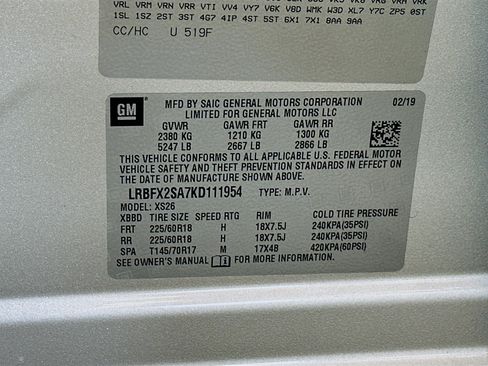 VRL VRM VRN VRR VTI VV4 VY7 V6K V8D WMK W3D XL7 Y7C ZP5 0ST
1SL 1SZ 2ST 3ST 4G7 4IP 4ST 5ST 6X1 7X1 8AA 9AA
CC/HC U 519F
GM
MFD BY SAIC GENERAL MOTORS CORPORATION 02/19
LIMITED FOR GENERAL MOTORS LLC
GVWR GAWR FRT GAWR RR
2380 KG 1210 KG 1300 KG
5247 LB 2667 LB 2866 LB
THIS VEHICLE CONFORMS TO ALL APPLICABLE U.S. FEDERAL MOTOR
VEHICLE SAFETY AND THEFT PREVENTION STANDARDS IN EFFECT ON THE
DATE OF MANUFACTURE SHOWN ABOVE.
LRBFX2SA7KD111954 TYPE: M.P.V.
MODEL: XS26
XBBD TIRE SIZE SPEED RTG RIM COLD TIRE PRESSURE
FRT 225/60R18 H 18X7.5J 240KPA(35PSI)
RR 225/60R18 H 18X7.5J 240KPA(35PSI)
SPA T145/70R17 M 17X4B 420KPA(60PSI)
SEE OWNER'S MANUAL FOR MORE INFORMATION